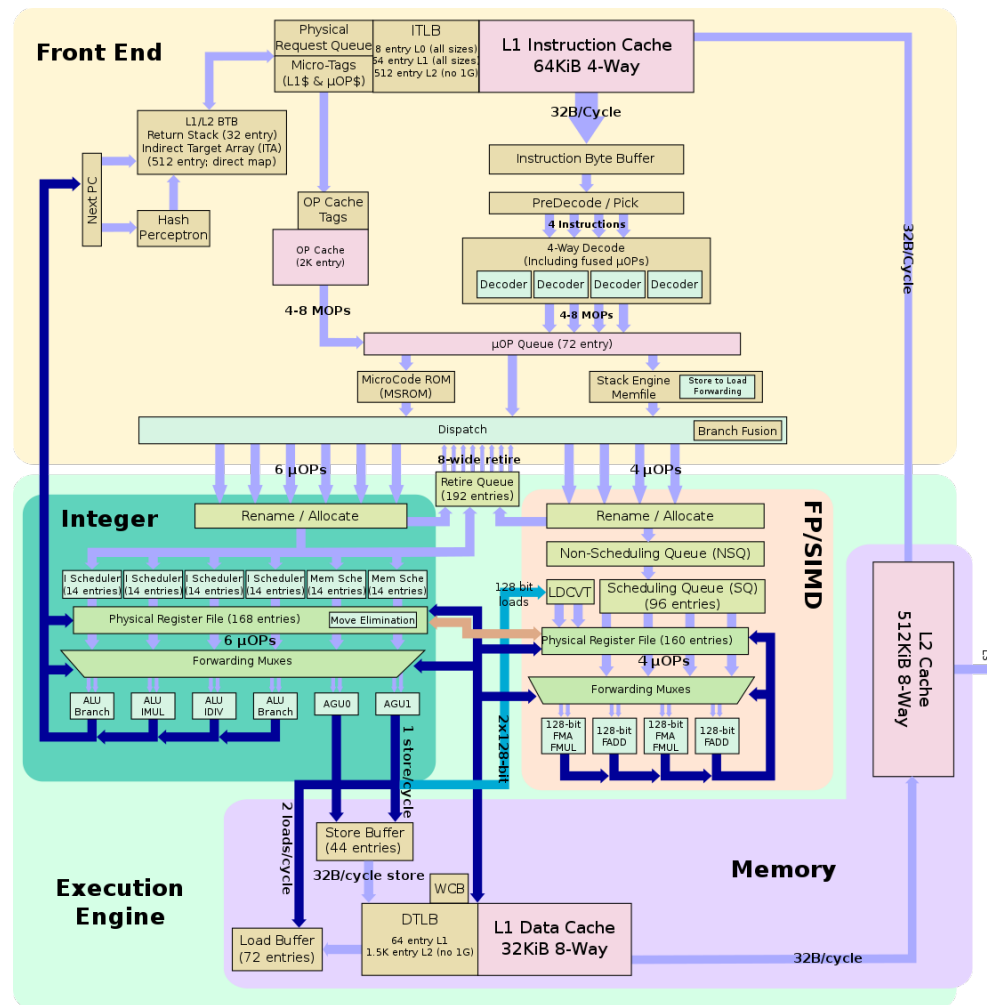 Front End
Physical
Request Queue
Micro-Tags
(L1$ & µOP$)
ITLB
8 entry L0 (all sizes)
64 entry L1 (all sizes)
512 entry L2 (no 1G)
L1 Instruction Cache
64KiB 4-Way
32B/Cycle
L1/L2 BTB
Return Stack (32 entry)
Indirect Target Array (ITA)
(512 entry; direct map)
Next PC
Hash
Perceptron
OP Cache
Tags
OP Cache
(2K entry)
Instruction Byte Buffer
PreDecode / Pick
4 Instructions
4-Way Decode
(Including fused µOPs)
Decoder
Decoder
Decoder
Decoder
4-8 MOPs
4-8 MOPs
µOP Queue (72 entry)
MicroCode ROM
(MSROM)
Stack Engine
Memfile
Store to Load
Forwarding
Dispatch
Branch Fusion
32B/Cycle
6 µOPs
8-wide retire
4 µOPs
Retire Queue
(192 entries)
Integer
Rename / Allocate
I Scheduler
(14 entries)
I Scheduler
(14 entries)
I Scheduler
(14 entries)
I Scheduler
(14 entries)
Mem Sche
(14 entries)
Mem Sche
(14 entries)
Physical Register File (168 entries)
Move Elimination
6 µOPs
Forwarding Muxes
ALU
Branch
ALU
IMUL
ALU
IDIV
ALU
Branch
AGU0
AGU1
FP/SIMD
Rename / Allocate
Non-Scheduling Queue (NSQ)
128 bit
loads
LDCVT
Scheduling Queue (SQ)
(96 entries)
Physical Register File (160 entries)
4 µOPs
Forwarding Muxes
128-bit
FMA
FMUL
128-bit
FADD
128-bit
FMA
FMUL
128-bit
FADD
1 store/cycle
2x128-bit
2 loads/cycle
Store Buffer
(44 entries)
32B/cycle store
WCB
DTLB
64 entry L1
1.5K entry L2 (no 1G)
L1 Data Cache
32KiB 8-Way
Load Buffer
(72 entries)
Execution
Engine
Memory
32B/cycle
L2 Cache
512KiB 8-Way